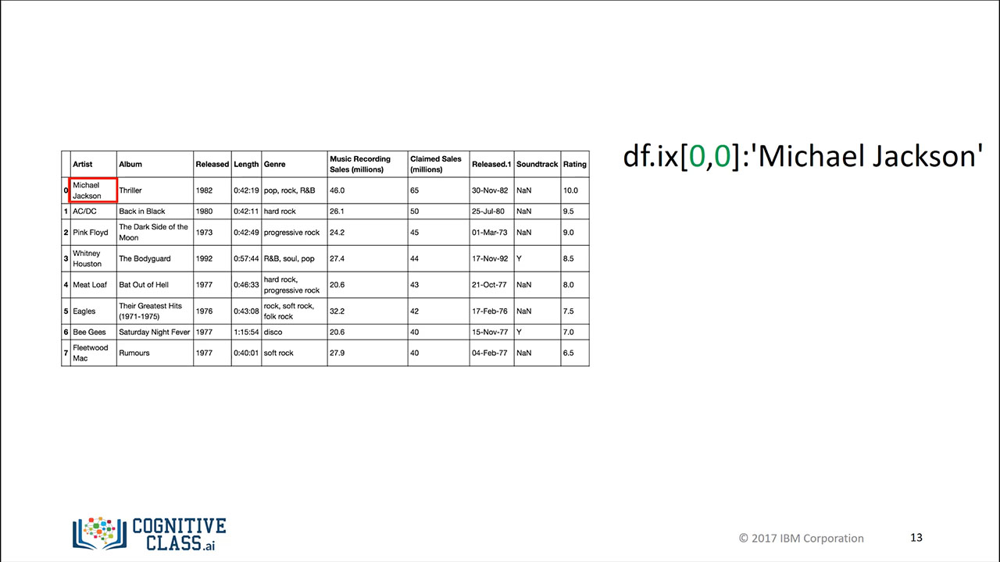 df.ix[0,0]:'Michael Jackson'
Artist Album Released Length Genre Music Recording Sales (millions) Claimed Sales (millions) Released.1 Soundtrack Rating
0 Michael Jackson Thriller 1982 0:42:19 pop, rock, R&B 46.0 65 30-Nov-82 NaN 10.0
1 AC/DC Back in Black 1980 0:42:11 hard rock 26.1 50 25-Jul-80 NaN 9.5
2 Pink Floyd The Dark Side of the Moon 1973 0:42:49 progressive rock 24.2 45 01-Mar-73 NaN 9.0
3 Whitney Houston The Bodyguard 1992 0:57:44 R&B, soul, pop 27.4 44 17-Nov-92 Y 8.5
4 Meat Loaf Bat Out of Hell 1977 0:46:33 hard rock, progressive rock 20.6 43 21-Oct-77 NaN 8.0
5 Eagles Their Greatest Hits (1971-1975) 1976 0:43:08 rock, soft rock, folk rock 32.2 42 17-Feb-76 NaN 7.5
6 Bee Gees Saturday Night Fever 1977 1:15:54 disco 20.6 40 15-Nov-77 Y 7.0
7 Fleetwood Mac Rumours 1977 0:40:01 soft rock 27.9 40 04-Feb-77 NaN 6.5
COGNITIVE
CLASS.ai
© 2017 IBM Corporation 13